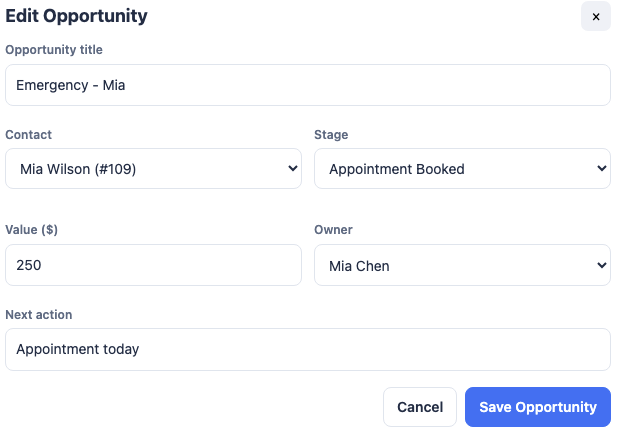 Edit Opportunity ×
Opportunity title
Emergency - Mia
Contact Stage
Mia Wilson (#109) Appointment Booked
Value ($) Owner
250 Mia Chen
Next action
Appointment today
Cancel Save Opportunity